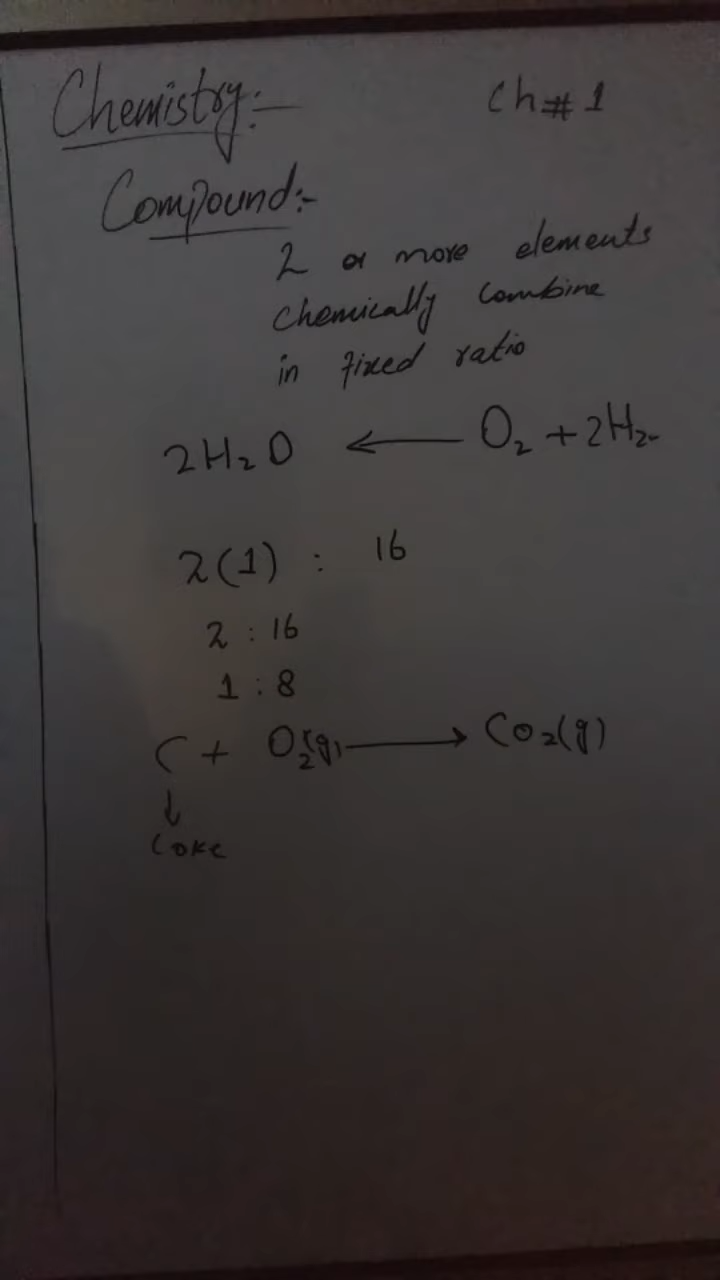 Chemistry:-
Ch#1
Compound:-
2 or more elements
chemically combine
in fixed ratio
2H₂O ← O₂ + 2H₂
2(1) : 16
2 : 16
1 : 8
C + O₂(g) → CO₂(g)
↓
Coke